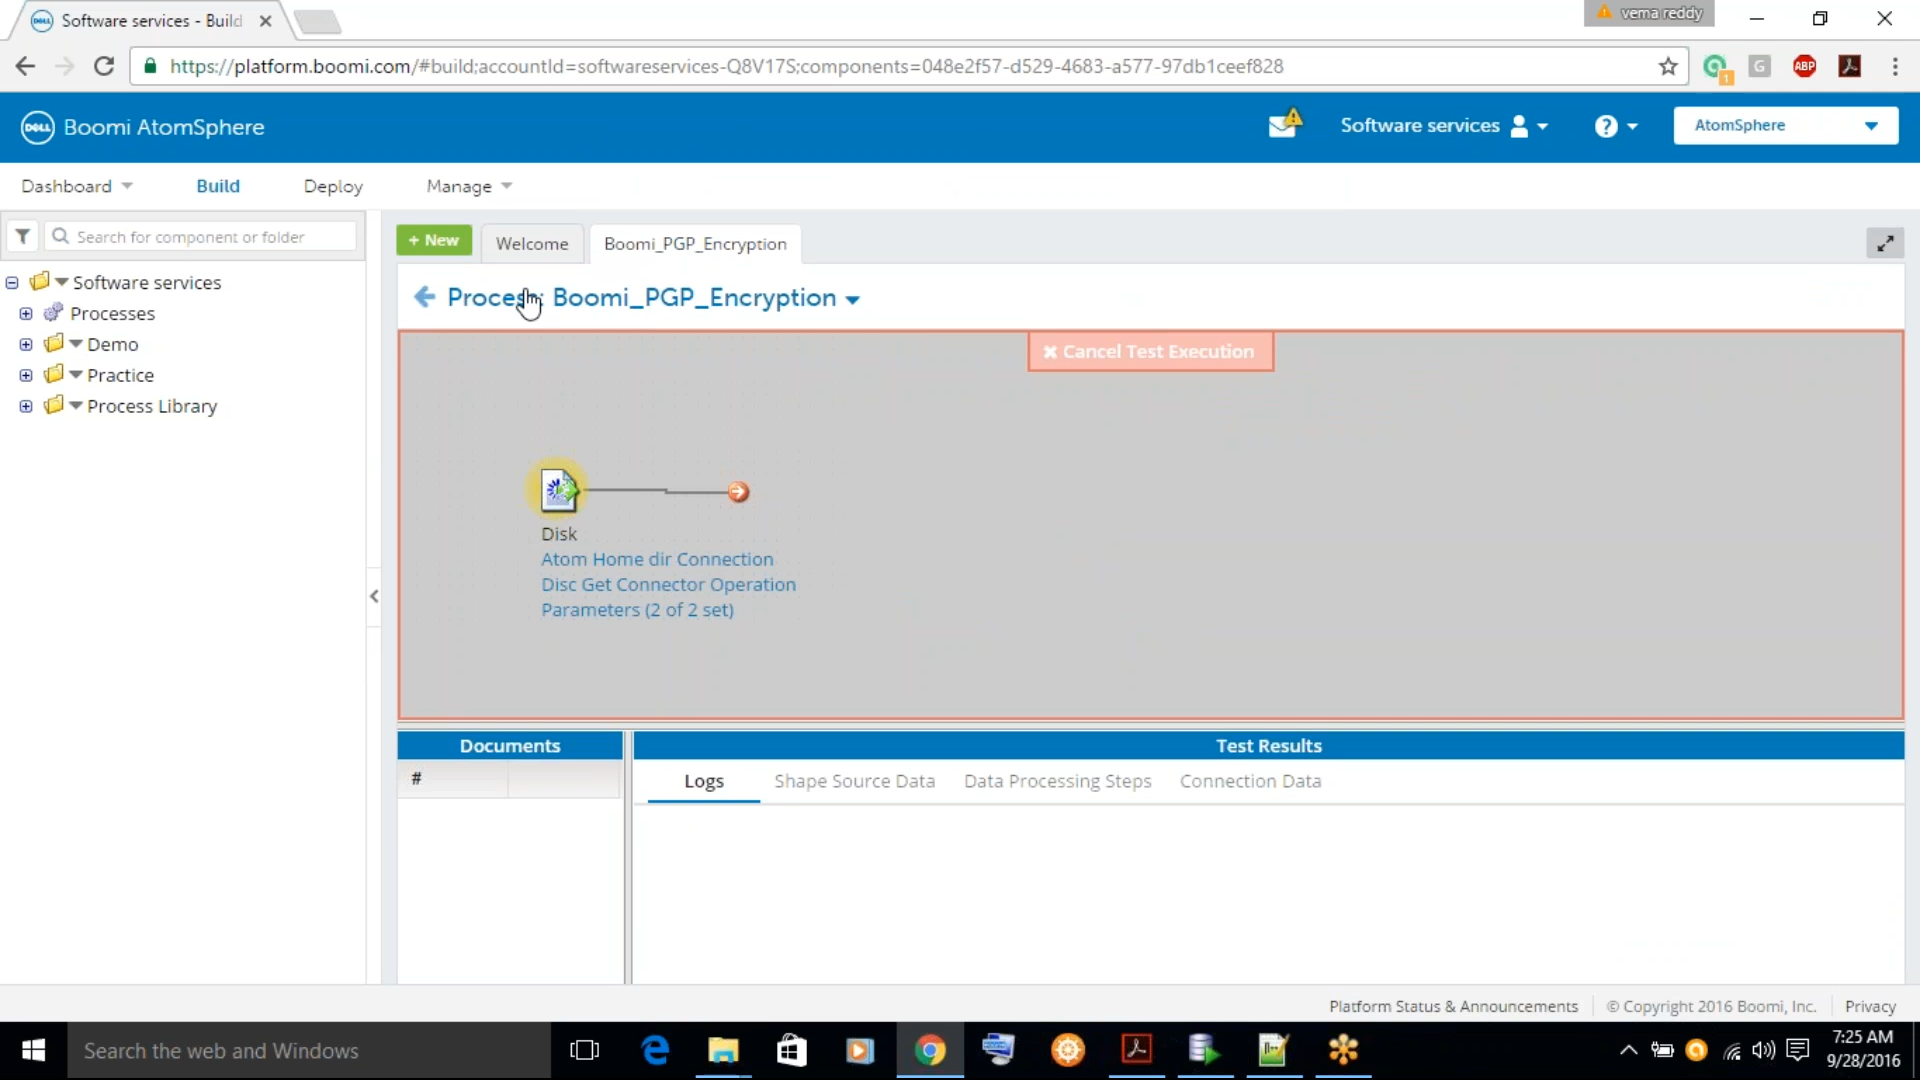 Software services - Build
vema reddy
https://platform.boomi.com/#build;accountId=softwareservices-Q8V17S;components=048e2f57-d529-4683-a577-97db1ceef828
1
G
ABP
DELL
Boomi AtomSphere
Software services
?
AtomSphere
Dashboard
Build
Deploy
Manage
Search for component or folder
+ New
Welcome
Boomi_PGP_Encryption
Software services
Processes
Demo
Practice
Process Library
Process: Boomi_PGP_Encryption
Cancel Test Execution
Disk
Atom Home dir Connection
Disc Get Connector Operation
Parameters (2 of 2 set)
Documents
Test Results
#
Logs
Shape Source Data
Data Processing Steps
Connection Data
Platform Status & Announcements
© Copyright 2016 Boomi, Inc.
Privacy
Search the web and Windows
7:25 AM
9/28/2016